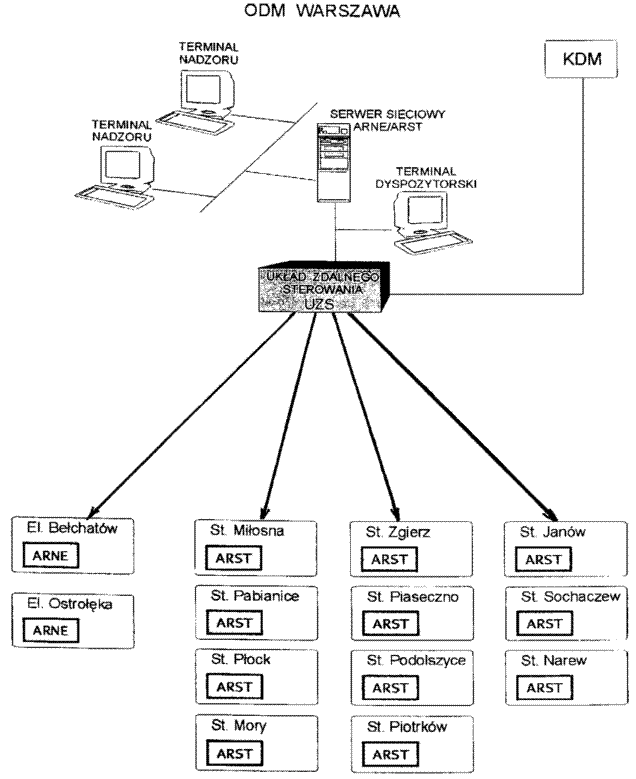 ODM WARSZAWA
TERMINAL
NADZORU
KDM
SERWER SIECIOWY
ARNE/ARST
TERMINAL
NADZORU
TERMINAL
DYSPOZYTORSKI
UKŁAD ZDALNEGO
STEROWANIA
UZS
El. Bełchatów
ARNE
El. Ostrołęka
ARNE
St. Miłosna
ARST
St. Pabianice
ARST
St. Płock
ARST
St. Mory
ARST
St. Zgierz
ARST
St. Piaseczno
ARST
St. Podolszyce
ARST
St. Piotrków
ARST
St. Janów
ARST
St. Sochaczew
ARST
St. Narew
ARST